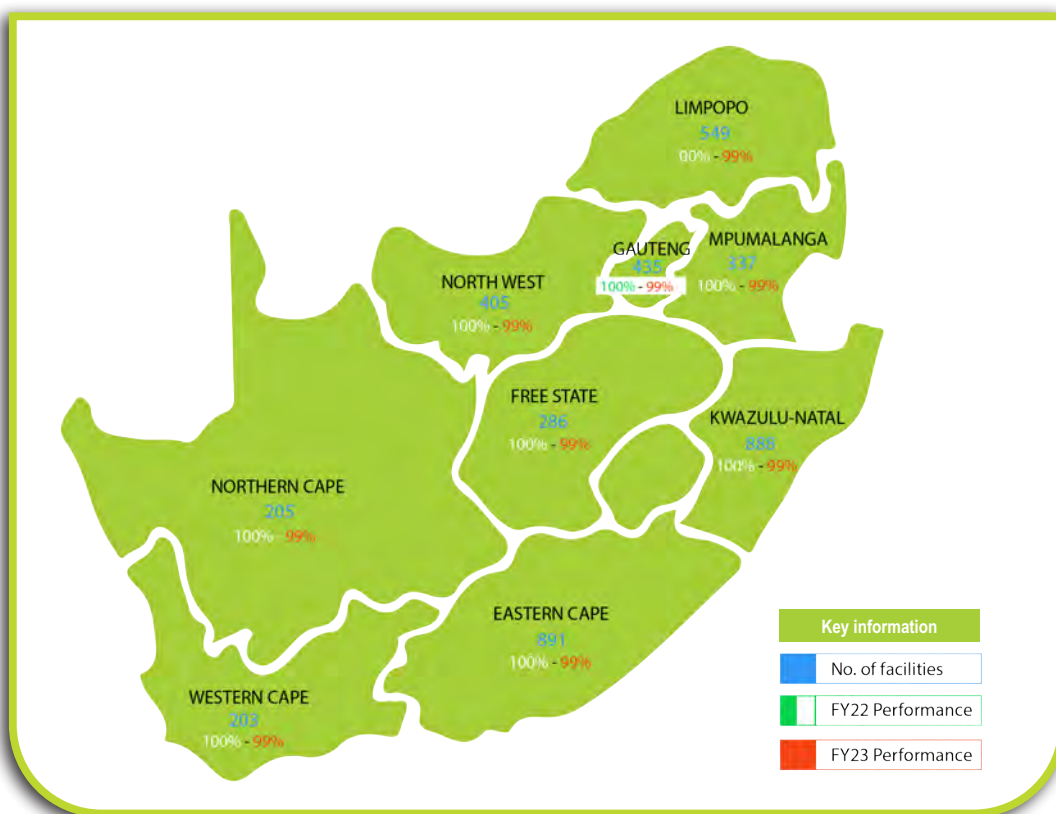 LIMPOPO
549
00% - 99%
GAUTENG
435
100% - 99%
MPUMALANGA
337
100% - 99%
NORTH WEST
405
100% - 99%
FREE STATE
286
100% - 99%
KWAZULU-NATAL
888
100% - 99%
NORTHERN CAPE
205
100% - 99%
EASTERN CAPE
891
100% - 99%
WESTERN CAPE
203
100% - 99%
Key information
No. of facilities
FY22 Performance
FY23 Performance